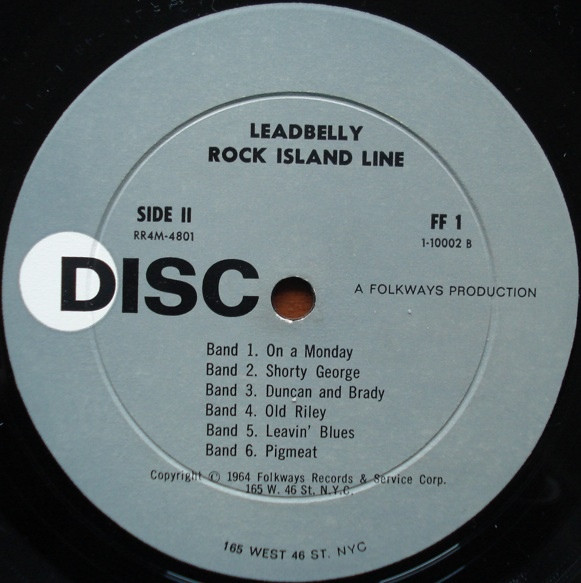 LEADBELLY
ROCK ISLAND LINE
SIDE II
RR4M-4801
FF 1
1-10002 B
DISC
A FOLKWAYS PRODUCTION
Band 1. On a Monday
Band 2. Shorty George
Band 3. Duncan and Brady
Band 4. Old Riley
Band 5. Leavin' Blues
Band 6. Pigmeat
Copyright © 1964 Folkways Records & Service Corp.
165 W. 46 St. N.Y.C.
165 WEST 46 ST. NYC